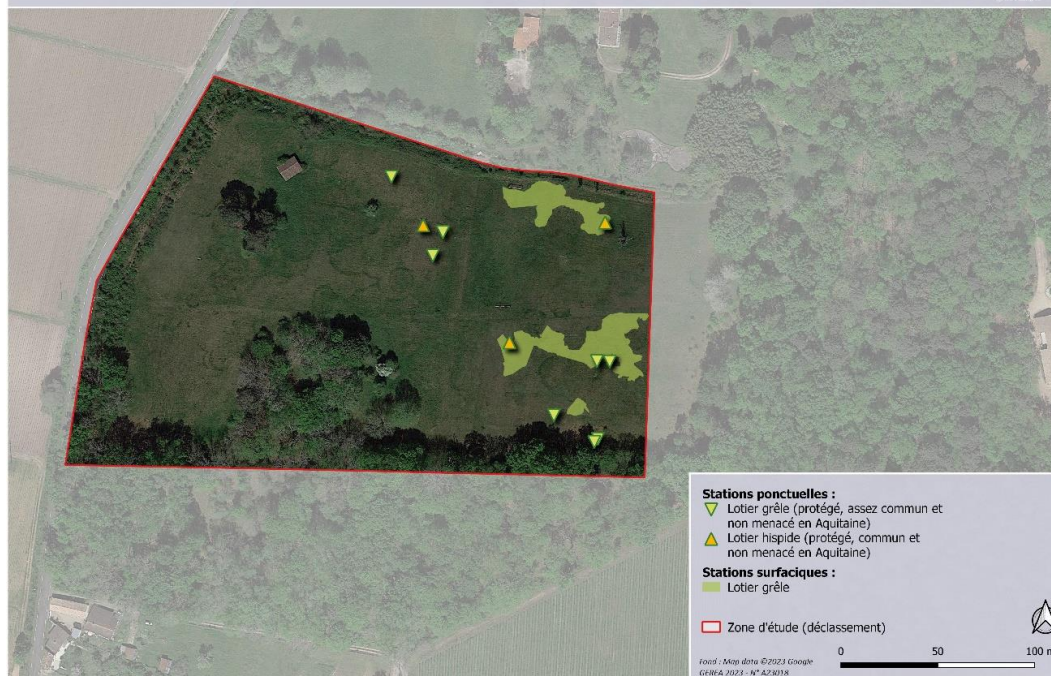 Stations ponctuelles :
Lotier grêle (protégé, assez commun et
non menacé en Aquitaine)
Lotier hispide (protégé, commun et
non menacé en Aquitaine)
Stations surfaciques :
Lotier grêle
Zone d'étude (déclassement)
0 50 100 m
Fond : Map data ©2023 Google
GEREA 2023 - N° AZ3018